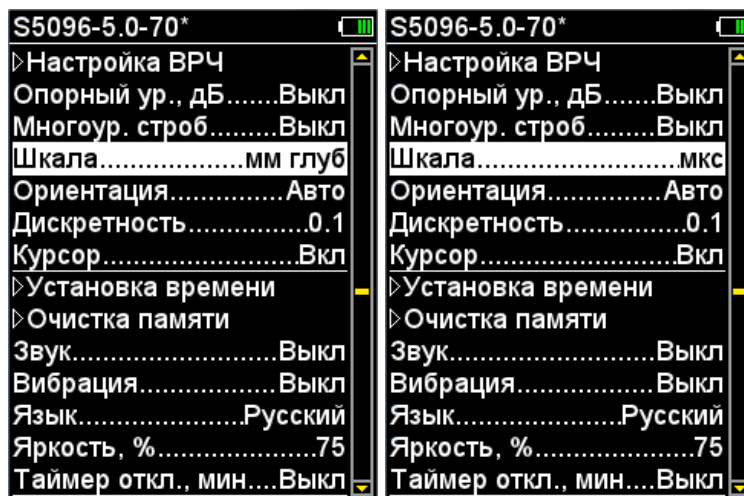 S5096-5.0-70*
▷Настройка ВРЧ
Опорный ур., дБ.......Выкл
Многоур. строб.........Выкл
Шкала..................мм глуб
Ориентация...............Авто
Дискретность.................0.1
Курсор.........................Вкл
▷Установка времени
▷Очистка памяти
Звук.........................Выкл
Вибрация.................Выкл
Язык.....................Русский
Яркость, %....................75
Таймер откл., мин....Выкл
S5096-5.0-70*
▷Настройка ВРЧ
Опорный ур., дБ.......Выкл
Многоур. строб.........Выкл
Шкала.........................мкс
Ориентация...............Авто
Дискретность.................0.1
Курсор.........................Вкл
▷Установка времени
▷Очистка памяти
Звук.........................Выкл
Вибрация.................Выкл
Язык.....................Русский
Яркость, %....................75
Таймер откл., мин....Выкл